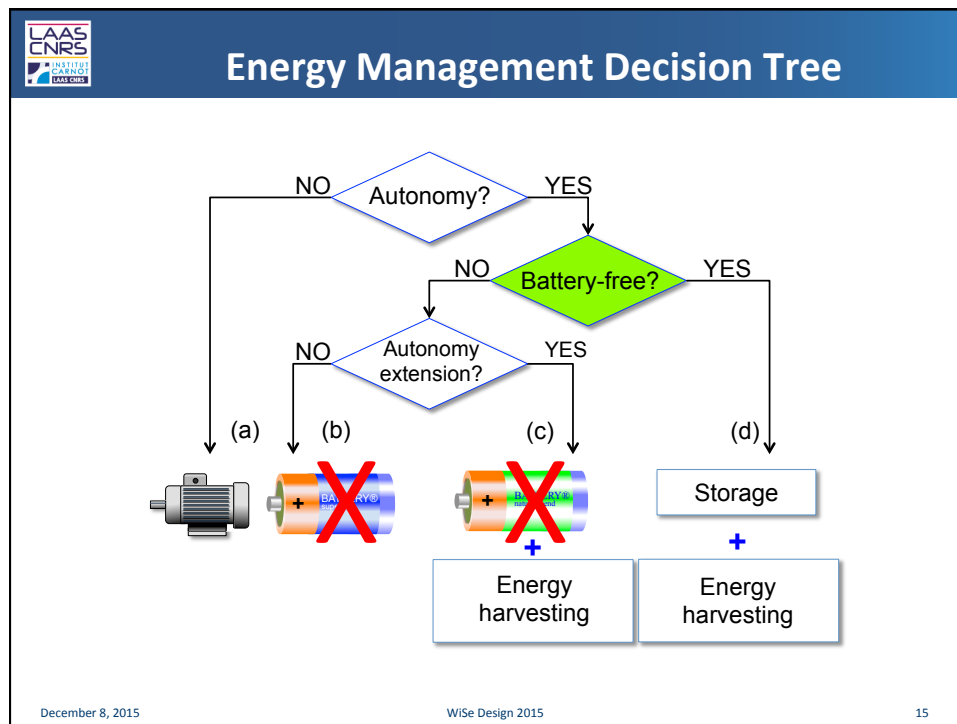 LAAS
CNRS
INSTITUT
CARNOT
LAAS CNRS
Energy Management Decision Tree
NO
Autonomy?
YES
NO
Battery-free?
YES
NO
Autonomy
extension?
YES
(a)
(b)
(c)
(d)
+
+
Storage
+
+
Energy
harvesting
Energy
harvesting
December 8, 2015
WiSe Design 2015
15